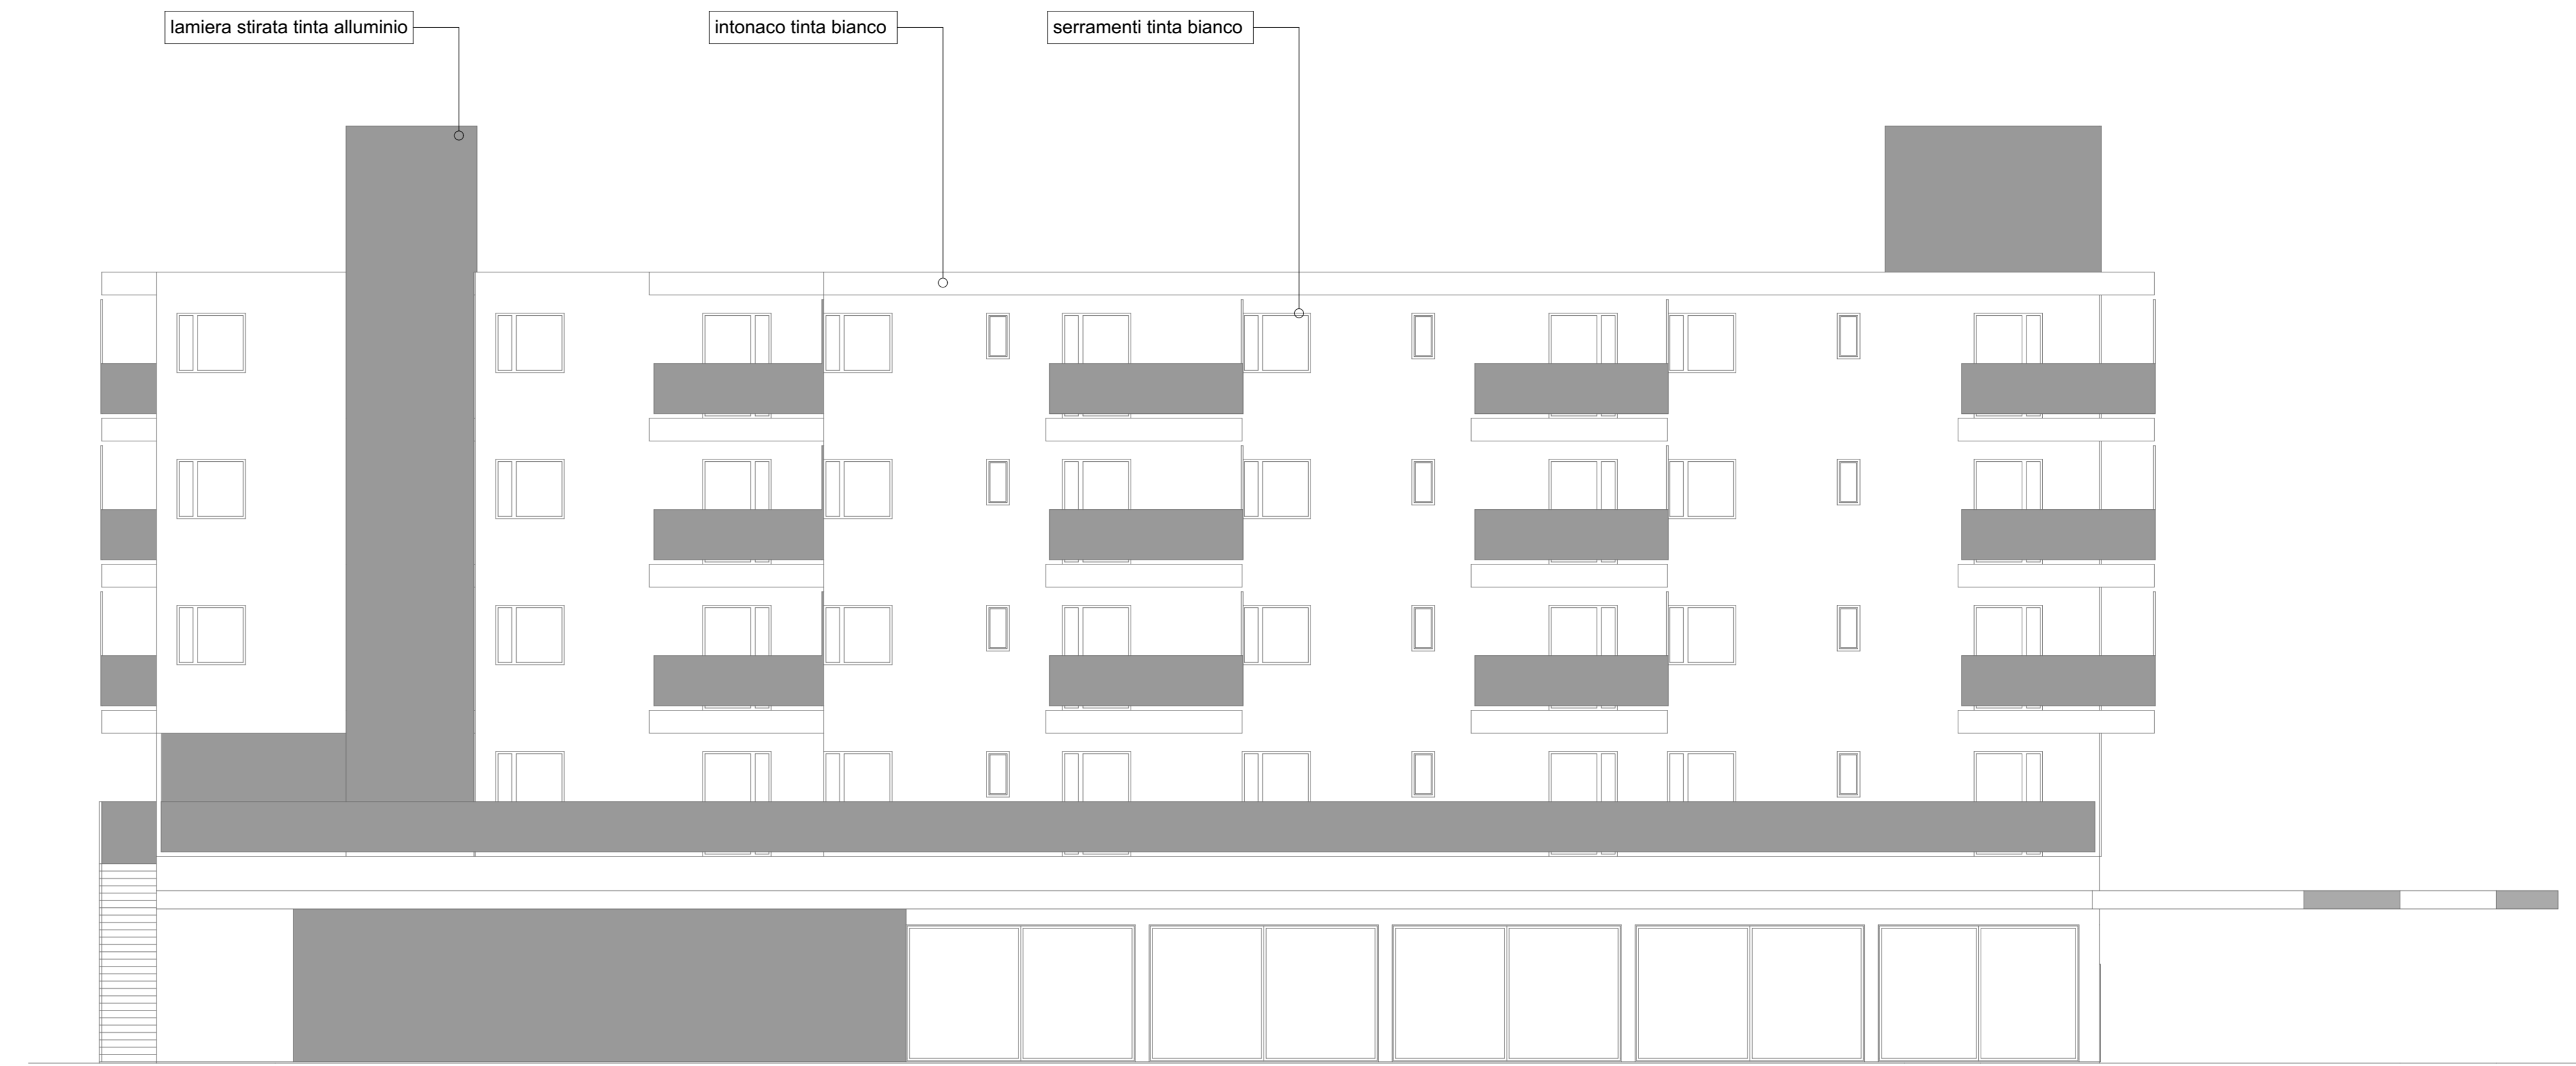 lamiera stirata tinta alluminio
intonaco tinta bianco
serramenti tinta bianco